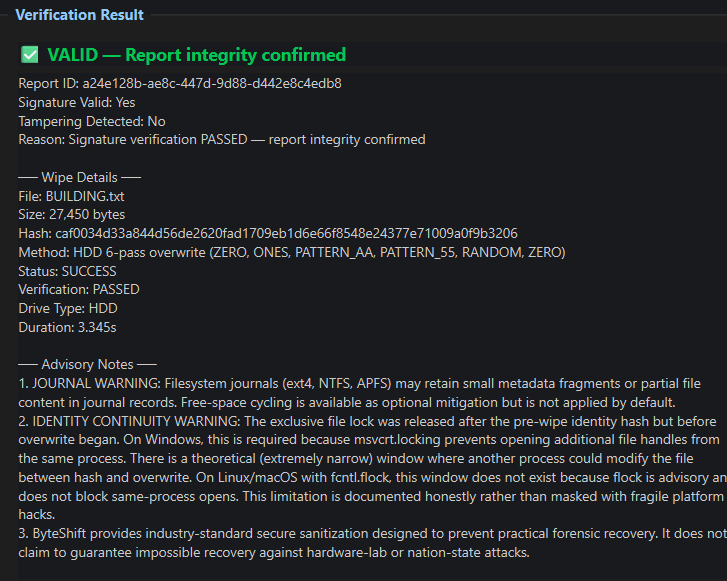 Verification Result
✅ VALID — Report integrity confirmed
Report ID: a24e128b-ae8c-447d-9d88-d442e8c4edb8
Signature Valid: Yes
Tampering Detected: No
Reason: Signature verification PASSED — report integrity confirmed
── Wipe Details ──
File: BUILDING.txt
Size: 27,450 bytes
Hash: caf0034d33a844d56de2620fad1709eb1d6e66f8548e24377e71009a0f9b3206
Method: HDD 6-pass overwrite (ZERO, ONES, PATTERN_AA, PATTERN_55, RANDOM, ZERO)
Status: SUCCESS
Verification: PASSED
Drive Type: HDD
Duration: 3.345s
── Advisory Notes ──
1. JOURNAL WARNING: Filesystem journals (ext4, NTFS, APFS) may retain small metadata fragments or partial file
content in journal records. Free-space cycling is available as optional mitigation but is not applied by default.
2. IDENTITY CONTINUITY WARNING: The exclusive file lock was released after the pre-wipe identity hash but before
overwrite began. On Windows, this is required because msvcrt.locking prevents opening additional file handles from
the same process. There is a theoretical (extremely narrow) window where another process could modify the file
between hash and overwrite. On Linux/macOS with fcntl.flock, this window does not exist because flock is advisory an
does not block same-process opens. This limitation is documented honestly rather than masked with fragile platform
hacks.
3. ByteShift provides industry-standard secure sanitization designed to prevent practical forensic recovery. It does not
claim to guarantee impossible recovery against hardware-lab or nation-state attacks.